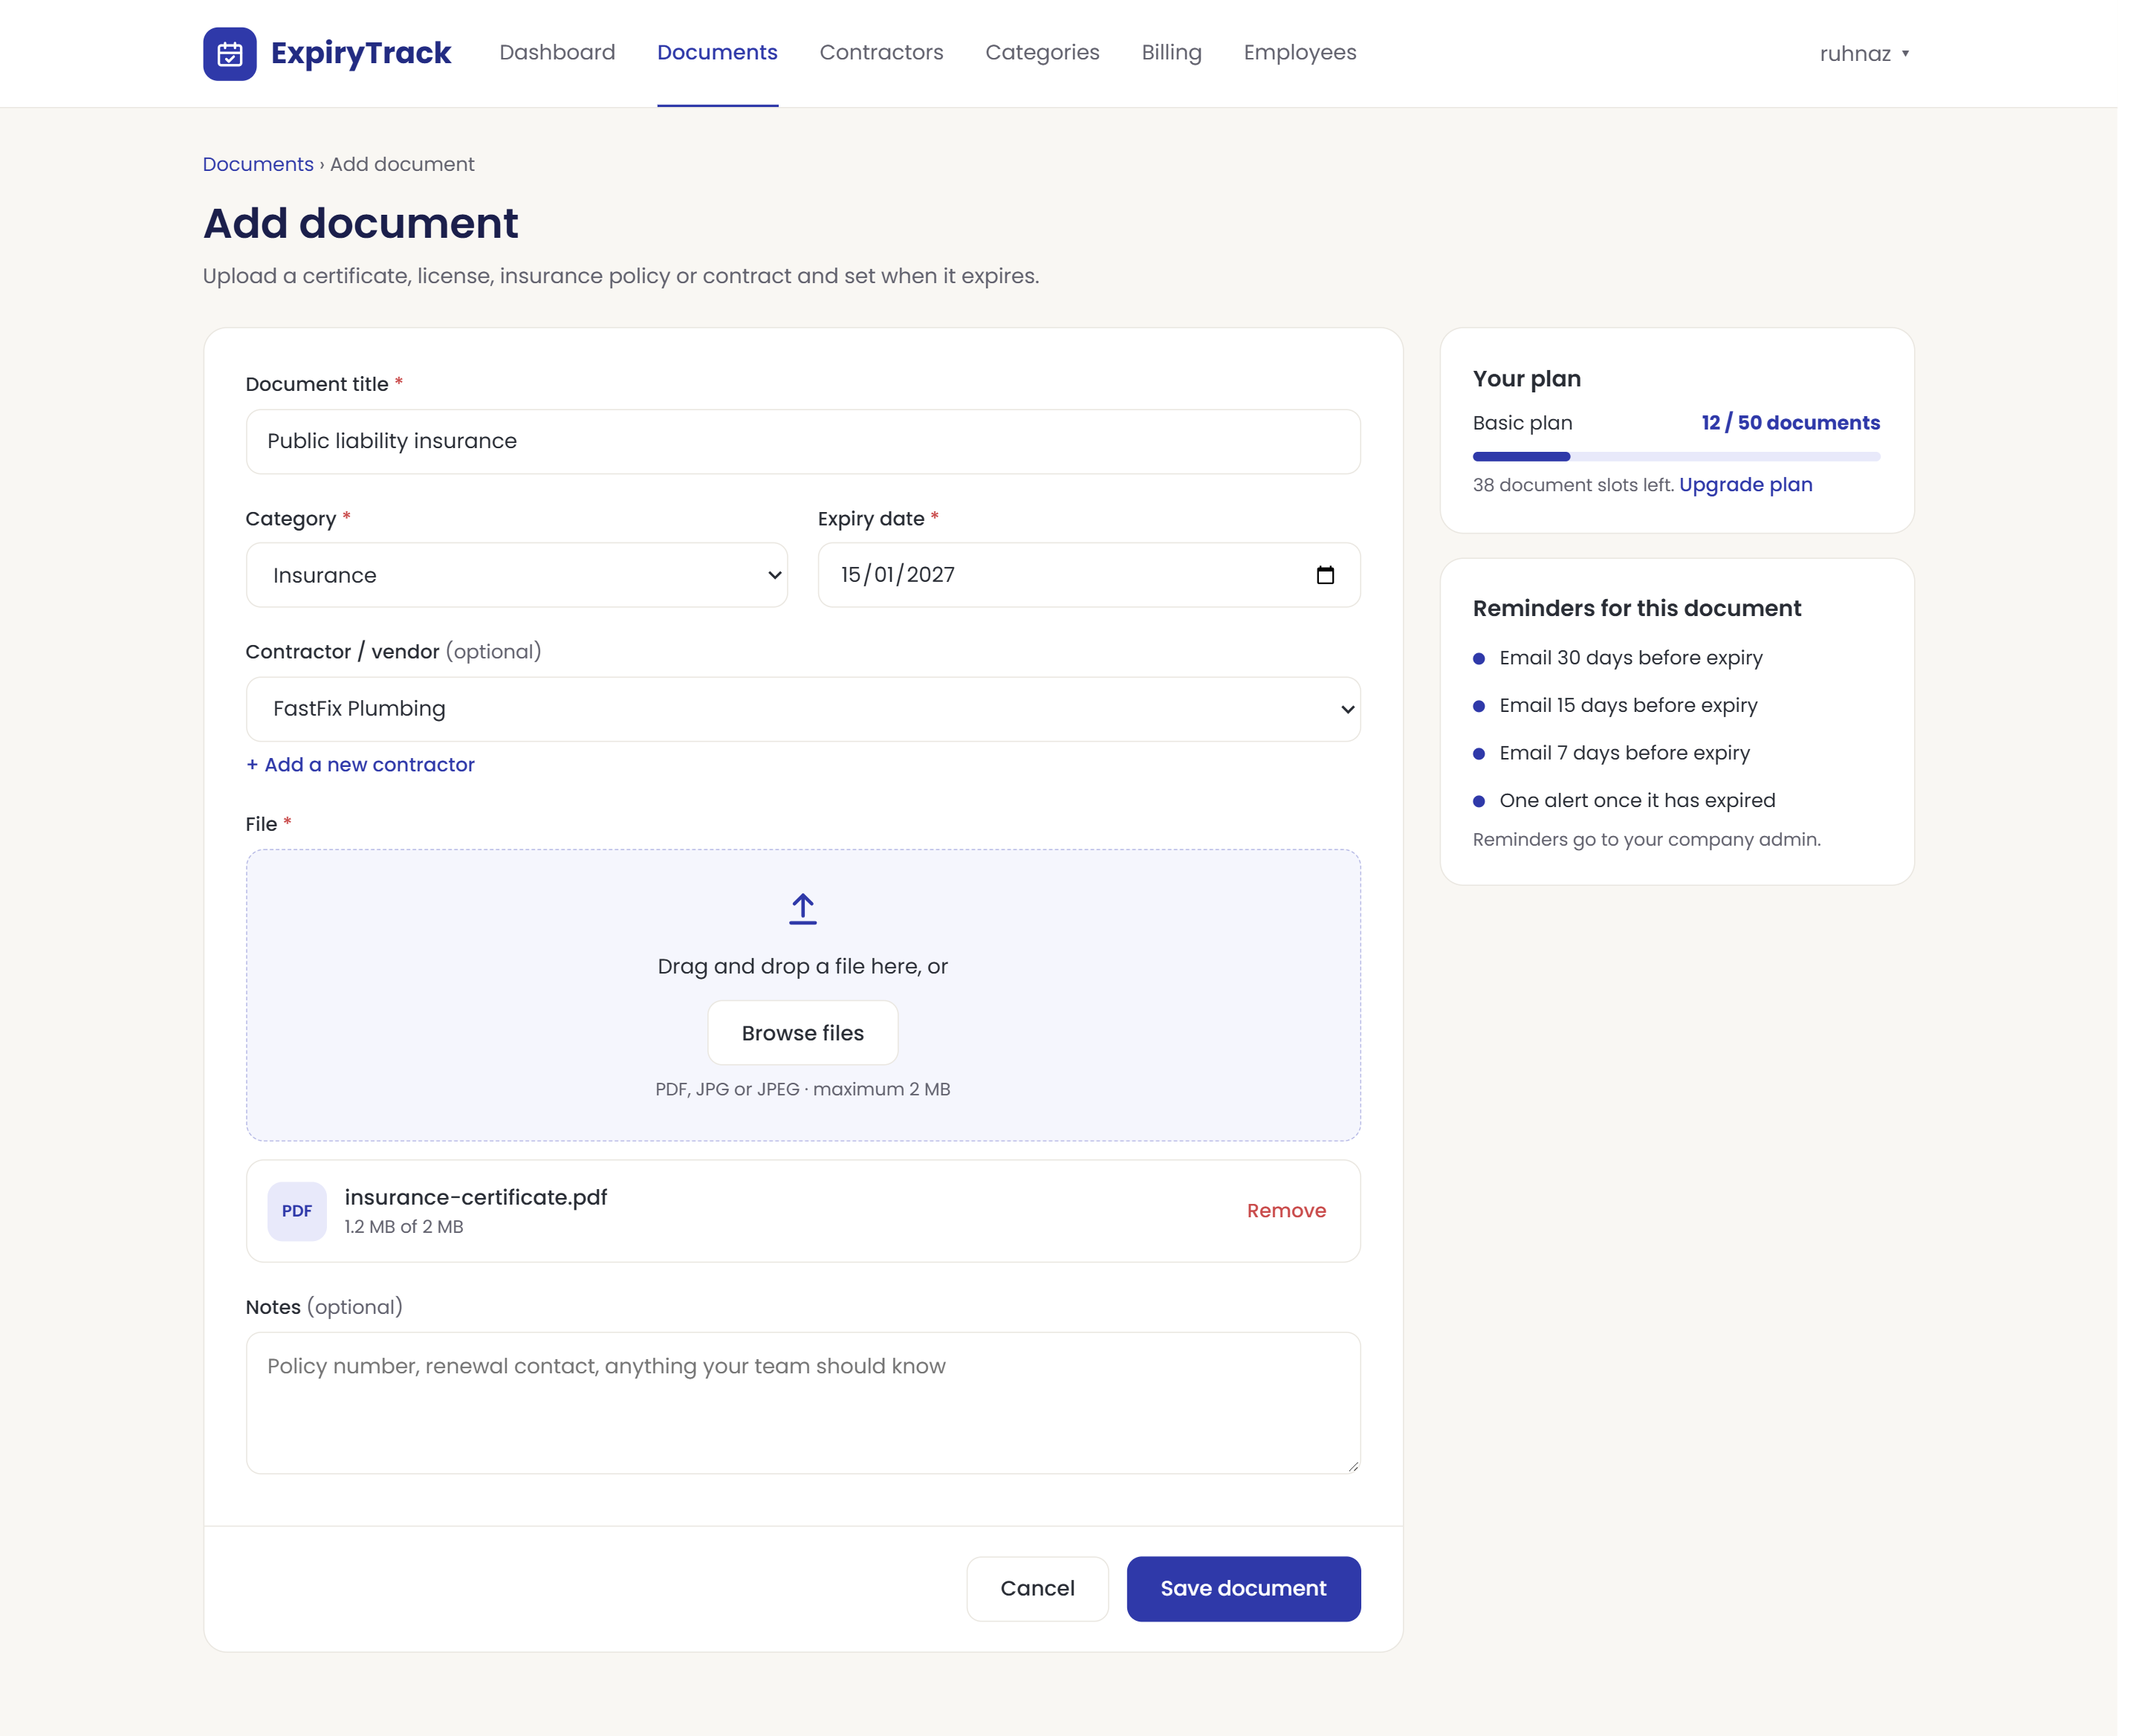 ExpiryTrack
Dashboard
Documents
Contractors
Categories
Billing
Employees
ruhnaz ▾
Documents › Add document
Add document
Upload a certificate, license, insurance policy or contract and set when it expires.
Document title *
Public liability insurance
Category *
Insurance
Expiry date *
15/01/2027
Contractor / vendor (optional)
FastFix Plumbing
+ Add a new contractor
File *
Drag and drop a file here, or
Browse files
PDF, JPG or JPEG · maximum 2 MB
PDF
insurance-certificate.pdf
1.2 MB of 2 MB
Remove
Notes (optional)
Policy number, renewal contact, anything your team should know
Cancel
Save document
Your plan
Basic plan
12 / 50 documents
38 document slots left. Upgrade plan
Reminders for this document
Email 30 days before expiry
Email 15 days before expiry
Email 7 days before expiry
One alert once it has expired
Reminders go to your company admin.